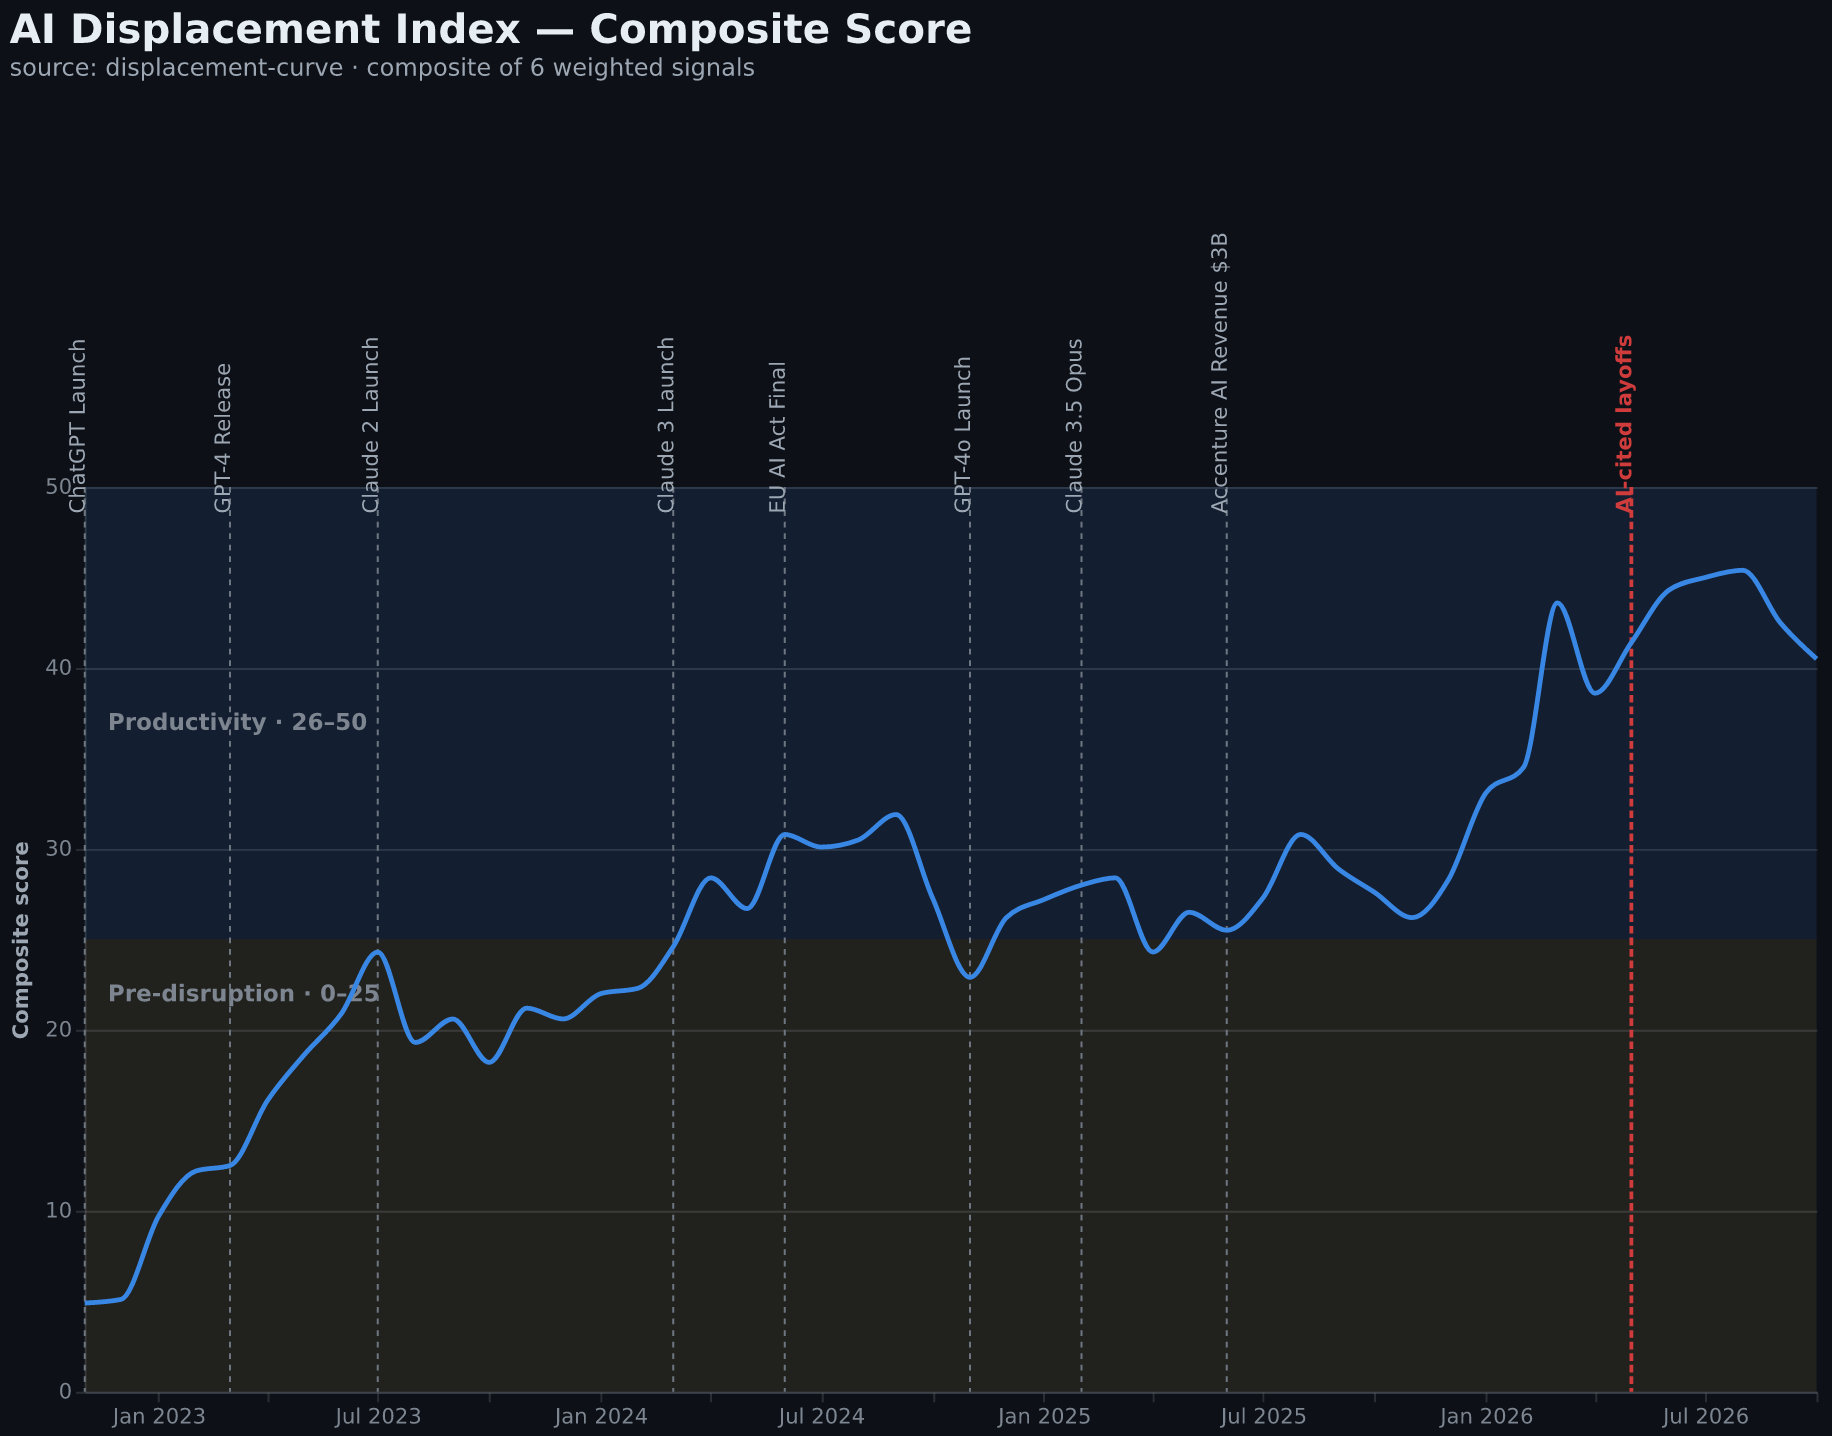 AI Displacement Index — Composite Score
source: displacement-curve · composite of 6 weighted signals
ChatGPT Launch
GPT-4 Release
Claude 2 Launch
Claude 3 Launch
EU AI Act Final
GPT-4o Launch
Claude 3.5 Opus
Accenture AI Revenue $3B
AI-cited layoffs
50
40
Productivity · 26–50
30
Composite score
Pre-disruption · 0–25
20
10
0
Jan 2023
Jul 2023
Jan 2024
Jul 2024
Jan 2025
Jul 2025
Jan 2026
Jul 2026